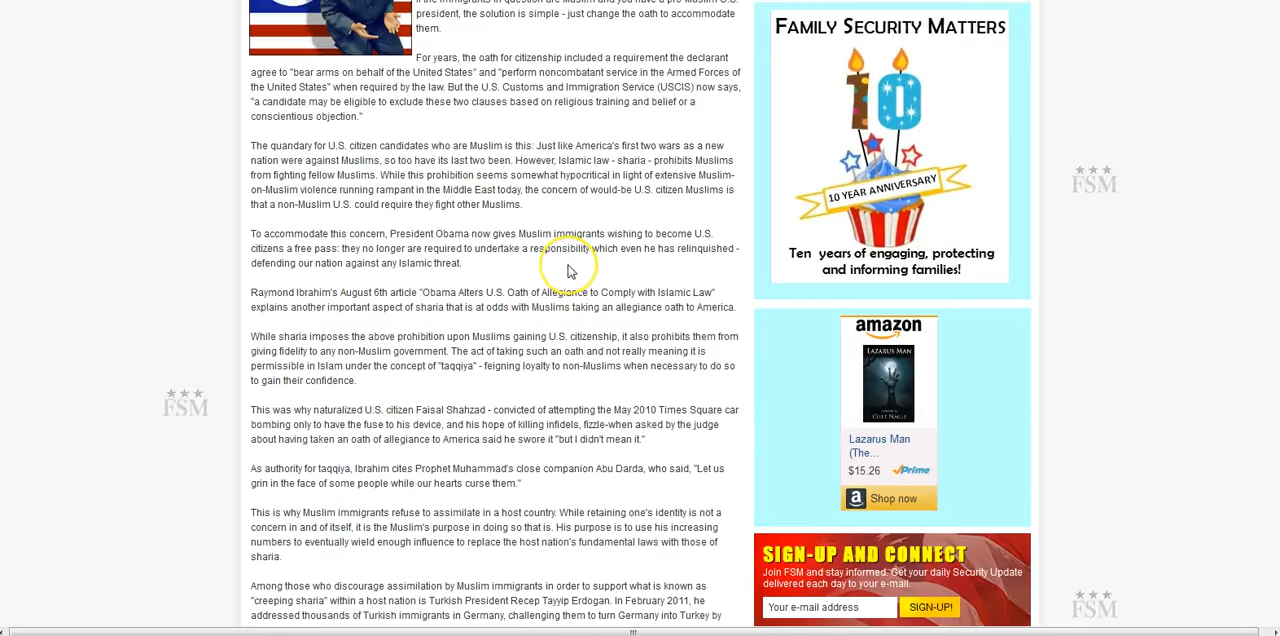 If the immigrants in question are Muslim and you have a pro-Muslim U.S.
president, the solution is simple - just change the oath to accommodate
them.
For years, the oath for citizenship included a requirement the declarant
agree to "bear arms on behalf of the United States" and "perform noncombatant service in the Armed Forces of
the United States" when required by the law. But the U.S. Customs and Immigration Service (USCIS) now says,
"a candidate may be eligible to exclude these two clauses based on religious training and belief or a
conscientious objection."
The quandary for U.S. citizen candidates who are Muslim is this: Just like America's first two wars as a new
nation were against Muslims, so too have its last two been. However, Islamic law - sharia - prohibits Muslims
from fighting fellow Muslims. While this prohibition seems somewhat hypocritical in light of extensive Muslim-
on-Muslim violence running rampant in the Middle East today, the concern of would-be U.S. citizen Muslims is
that a non-Muslim U.S. could require they fight other Muslims.
To accommodate this concern, President Obama now gives Muslim immigrants wishing to become U.S.
citizens a free pass: they no longer are required to undertake a responsibility which even he has relinquished -
defending our nation against any Islamic threat.
Raymond Ibrahim's August 6th article "Obama Alters U.S. Oath of Allegiance to Comply with Islamic Law"
explains another important aspect of sharia that is at odds with Muslims taking an allegiance oath to America.
While sharia imposes the above prohibition upon Muslims gaining U.S. citizenship, it also prohibits them from
giving fidelity to any non-Muslim government. The act of taking such an oath and not really meaning it is
permissible in Islam under the concept of "taqqiya" - feigning loyalty to non-Muslims when necessary to do so
to gain their confidence.
This was why naturalized U.S. citizen Faisal Shahzad - convicted of attempting the May 2010 Times Square car
bombing only to have the fuse to his device, and his hope of killing infidels, fizzle-when asked by the judge
about having taken an oath of allegiance to America said he swore it "but I didn't mean it."
As authority for taqqiya, Ibrahim cites Prophet Muhammad's close companion Abu Darda, who said, "Let us
grin in the face of some people while our hearts curse them."
This is why Muslim immigrants refuse to assimilate in a host country. While retaining one's identity is not a
concern in and of itself, it is the Muslim's purpose in doing so that is. His purpose is to use his increasing
numbers to eventually wield enough influence to replace the host nation's fundamental laws with those of
sharia.
Among those who discourage assimilation by Muslim immigrants in order to support what is known as
"creeping sharia" within a host nation is Turkish President Recep Tayyip Erdogan. In February 2011, he
addressed thousands of Turkish immigrants in Germany, challenging them to turn Germany into Turkey by
FAMILY SECURITY MATTERS
10
10 YEAR ANNIVERSARY
Ten years of engaging, protecting
and informing families!
amazon
LAZARUS MAN
CHET NAGLE
Lazarus Man
(The...
$15.26 Prime
a Shop now
SIGN-UP AND CONNECT
Join FSM and stay informed. Get your daily Security Update
delivered each day to your e-mail.
Your e-mail address SIGN-UP!
FSM
FSM
FSM